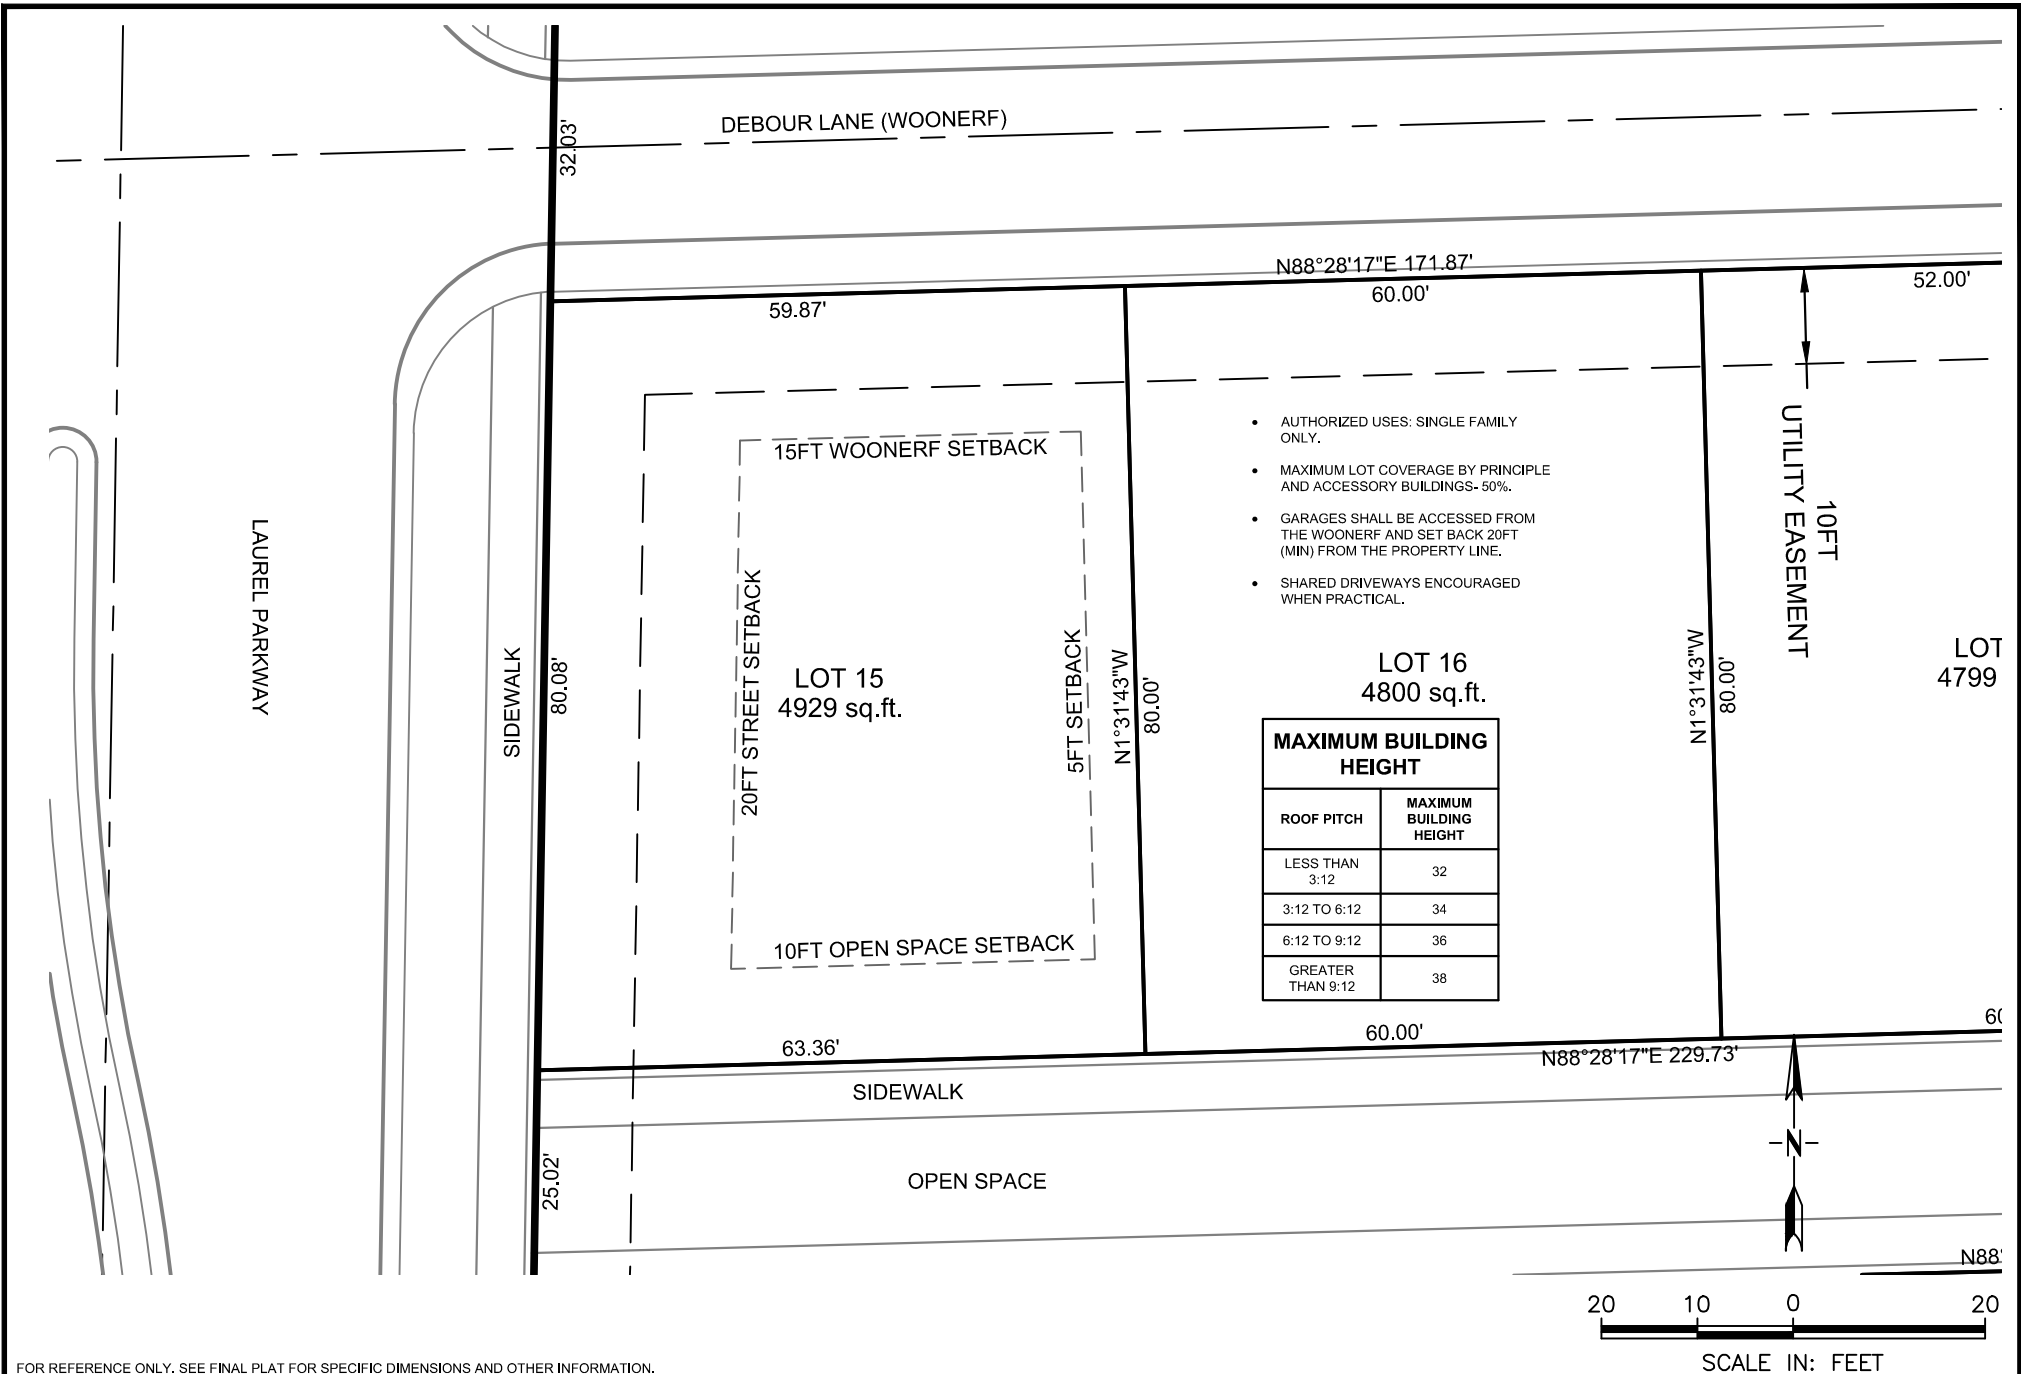 DEBOUR LANE (WOONERF)
32.03'
N88°28'17"E 171.87'
59.87'
60.00'
52.00'
15FT WOONERF SETBACK
• AUTHORIZED USES: SINGLE FAMILY
ONLY.
• MAXIMUM LOT COVERAGE BY PRINCIPLE
AND ACCESSORY BUILDINGS- 50%.
• GARAGES SHALL BE ACCESSED FROM
THE WOONERF AND SET BACK 20FT
(MIN) FROM THE PROPERTY LINE.
• SHARED DRIVEWAYS ENCOURAGED
WHEN PRACTICAL.
10FT
UTILITY EASEMENT
LAUREL PARKWAY
SIDEWALK
80.08'
20FT STREET SETBACK
LOT 15
4929 sq.ft.
5FT SETBACK
N1°31'43"W
80.00'
LOT 16
4800 sq.ft.
N1°31'43"W
80.00'
LOT
4799
MAXIMUM BUILDING
HEIGHT
ROOF PITCH
MAXIMUM
BUILDING
HEIGHT
LESS THAN
3:12
32
3:12 TO 6:12
34
6:12 TO 9:12
36
GREATER
THAN 9:12
38
10FT OPEN SPACE SETBACK
63.36'
60.00'
60
N88°28'17"E 229.73'
SIDEWALK
25.02'
OPEN SPACE
N
N88°
20 10 0 20
SCALE IN: FEET
FOR REFERENCE ONLY. SEE FINAL PLAT FOR SPECIFIC DIMENSIONS AND OTHER INFORMATION.